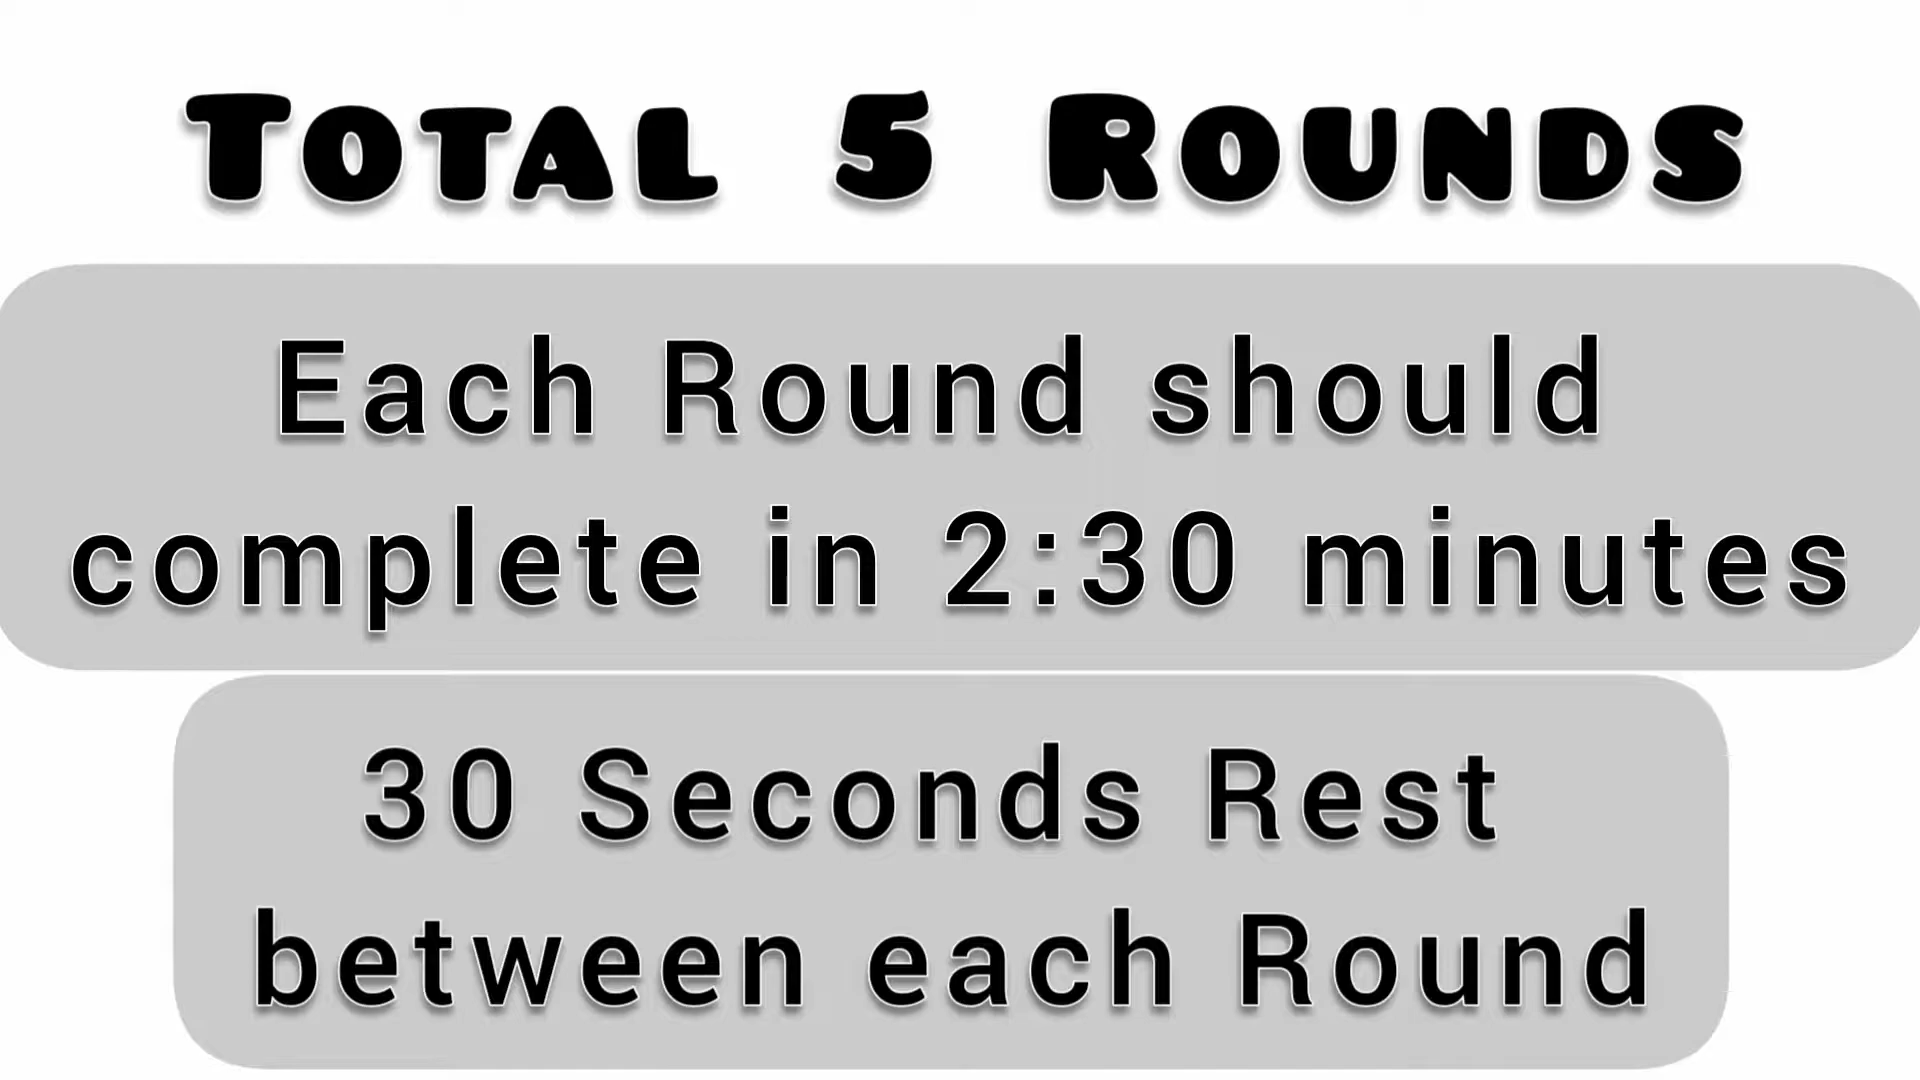 Total 5 Rounds
Each Round should
complete in 2:30 minutes
30 Seconds Rest
between each Round